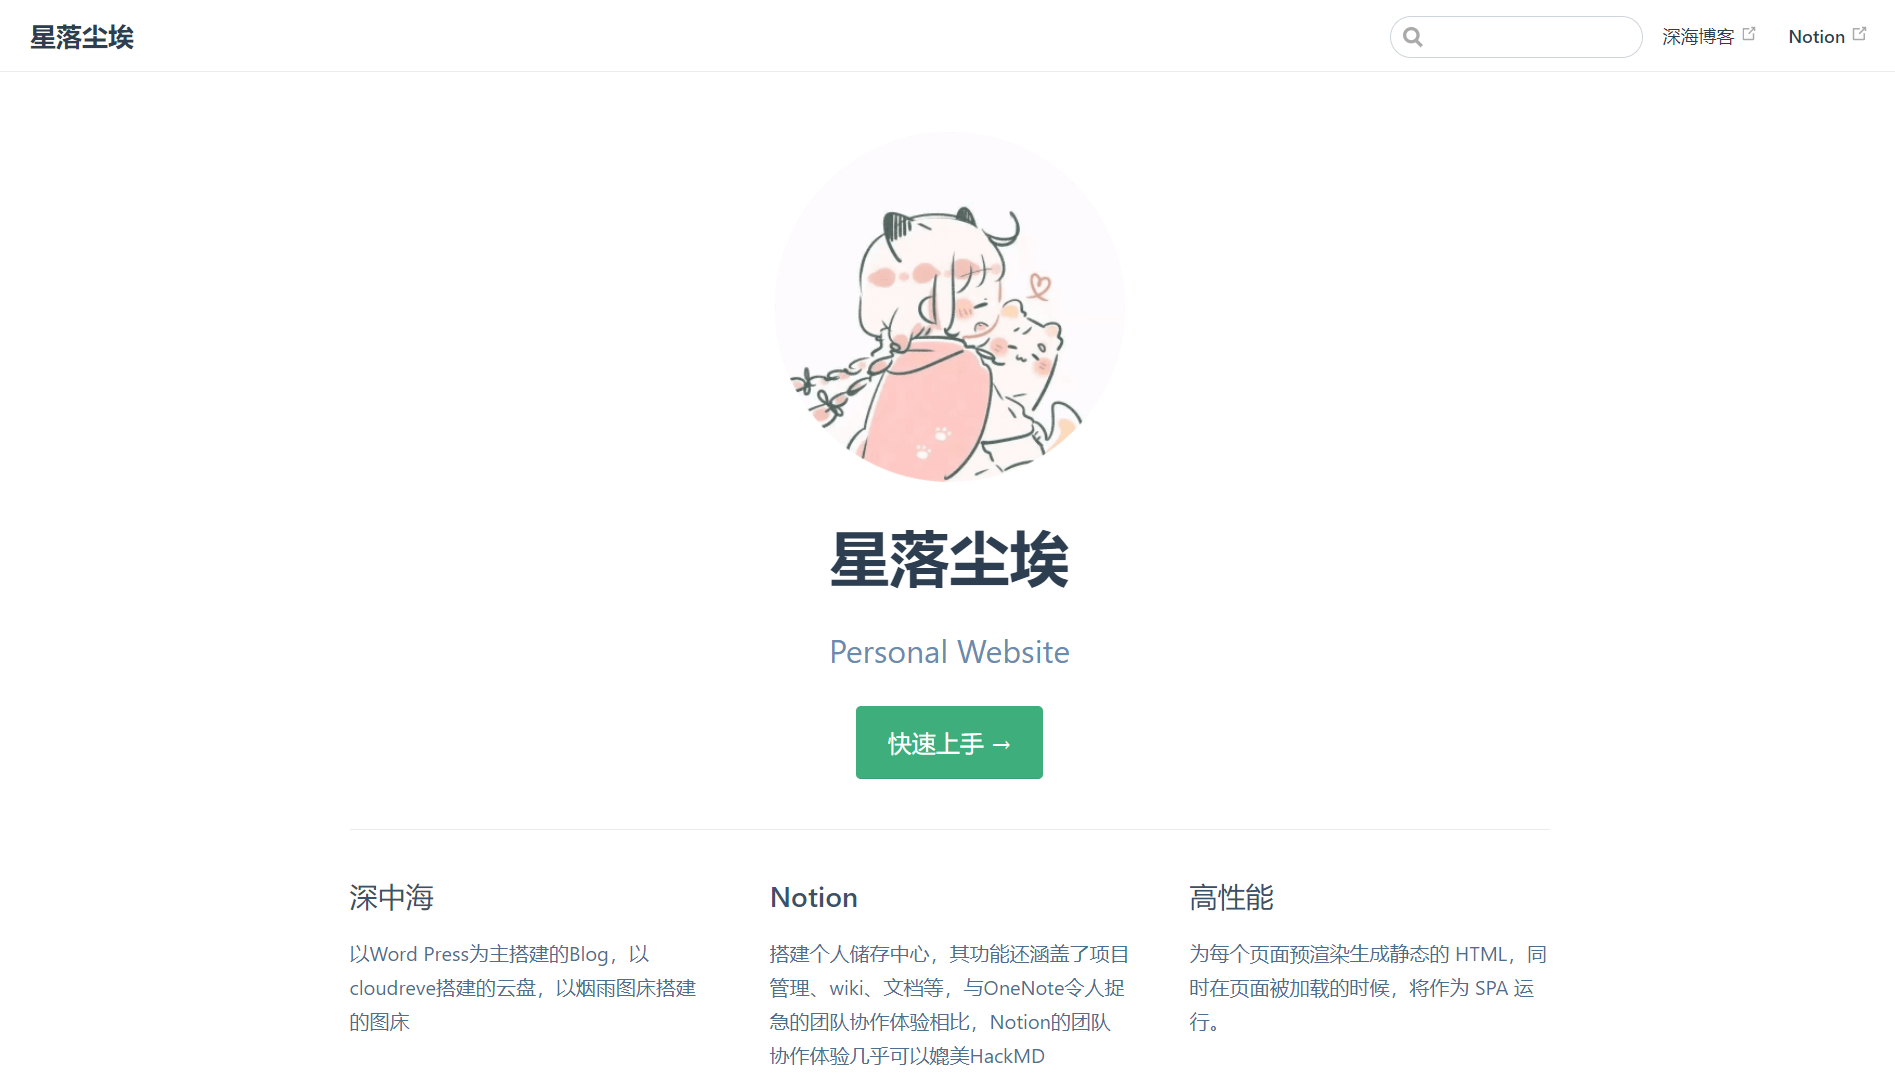 星落尘埃
深海博客
Notion
星落尘埃
Personal Website
快速上手 →
深中海
以Word Press为主搭建的Blog，以
cloudreve搭建的云盘，以烟雨图床搭建
的图床
Notion
搭建个人储存中心，其功能还涵盖了项目
管理、wiki、文档等，与OneNote令人捉
急的团队协作体验相比，Notion的团队
协作体验几乎可以媲美HackMD
高性能
为每个页面预渲染生成静态的 HTML，同
时在页面被加载的时候，将作为 SPA 运
行。